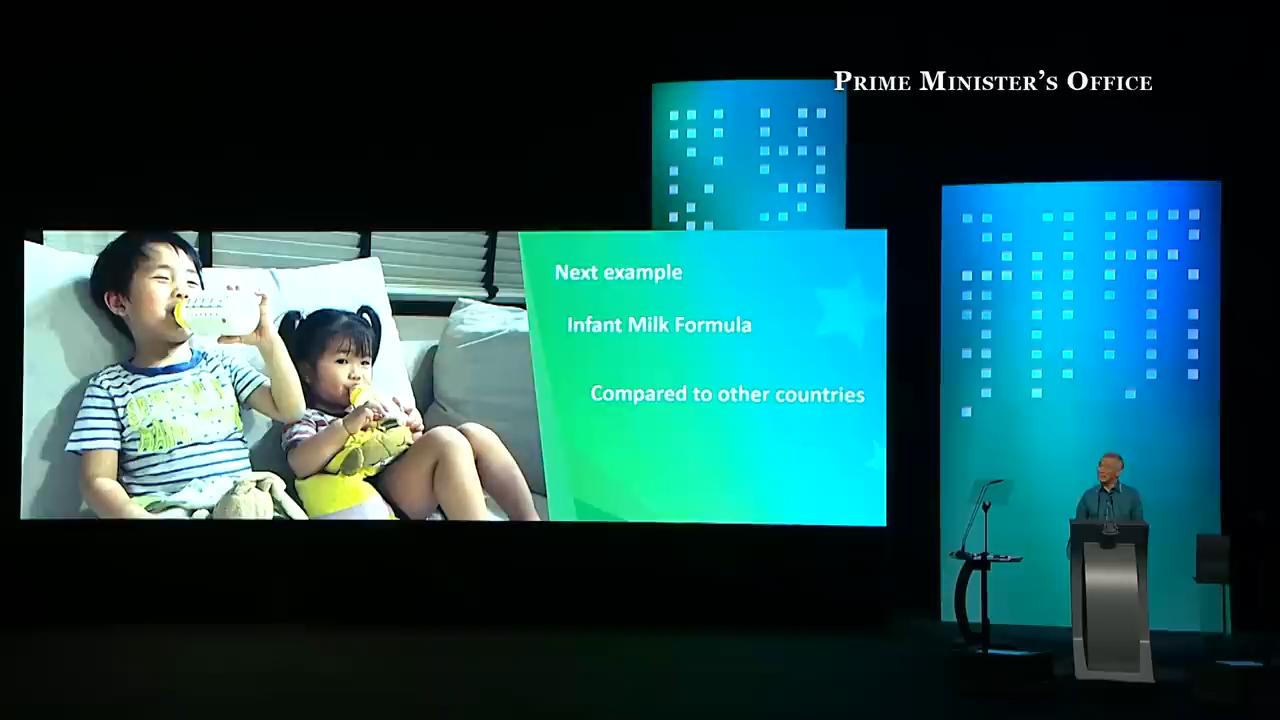 PRIME MINISTER'S OFFICE
Next example
Infant Milk Formula
Compared to other countries